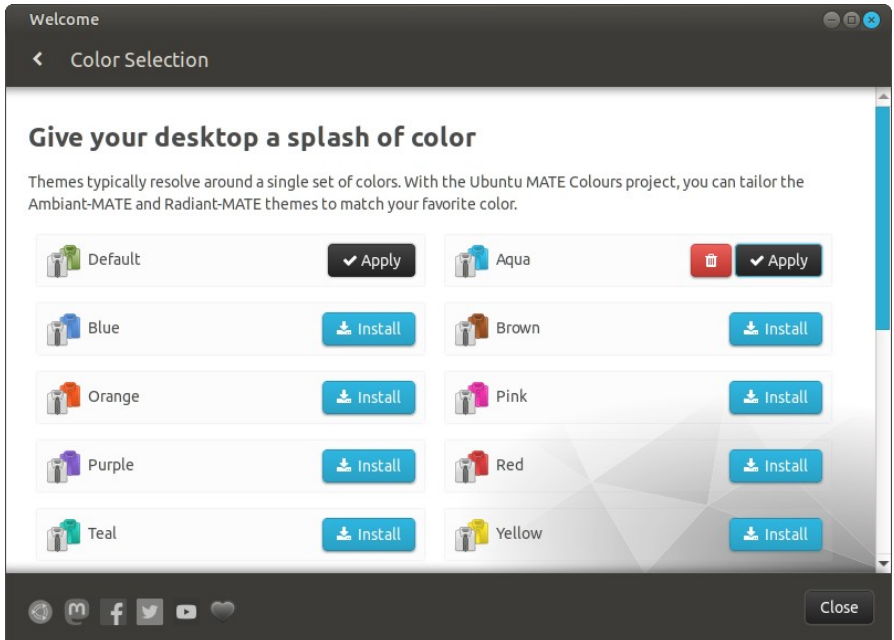 Welcome
Color Selection
Give your desktop a splash of color
Themes typically resolve around a single set of colors. With the Ubuntu MATE Colours project, you can tailor the
Ambiant-MATE and Radiant-MATE themes to match your favorite color.
Default Apply
Aqua Apply
Blue Install
Brown Install
Orange Install
Pink Install
Purple Install
Red Install
Teal Install
Yellow Install
Close